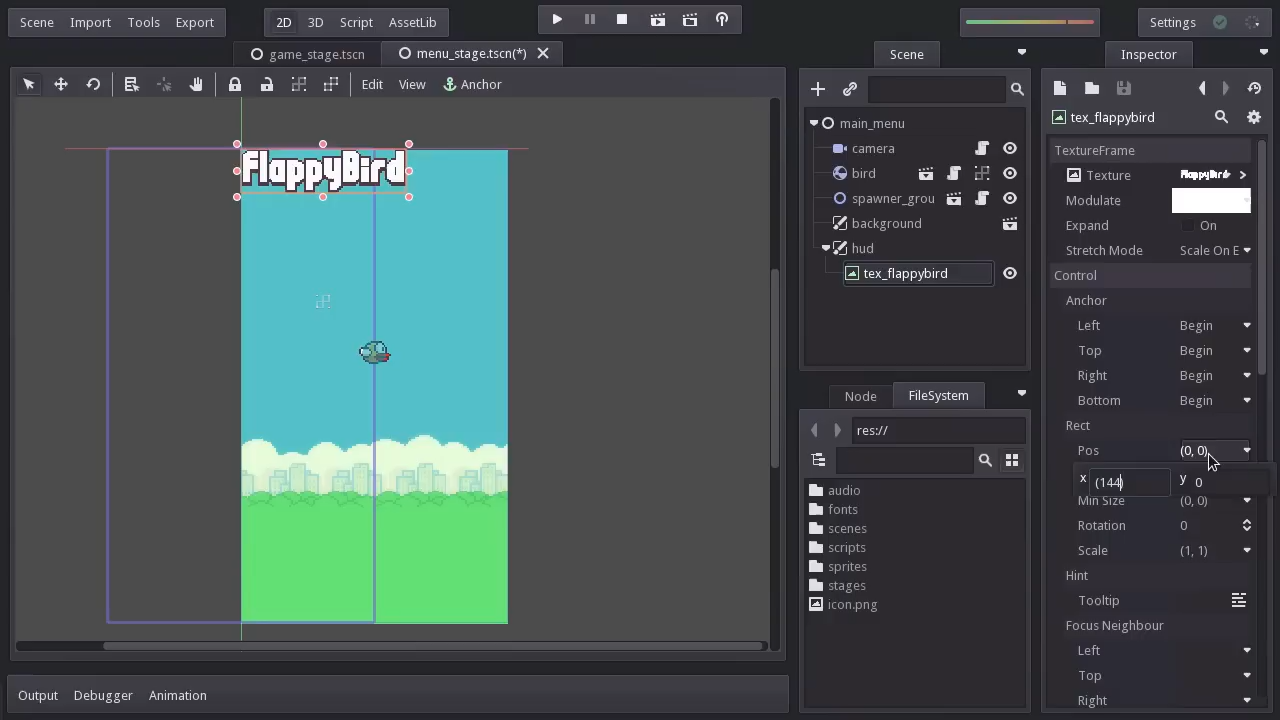 Scene Import Tools Export 2D 3D Script AssetLib Settings
game_stage.tscn menu_stage.tscn(*) Scene Inspector
Edit View Anchor
tex_flappybird
main_menu
camera
bird
spawner_grou
background
hud
tex_flappybird
FlappyBird
TextureFrame
Texture FlappyBird
Modulate
Expand On
Stretch Mode Scale On E
Control
Anchor
Left Begin
Top Begin
Right Begin
Bottom Begin
Rect
Pos (0, 0)
x (144) y 0
Min Size (0, 0)
Rotation 0
Scale (1, 1)
Hint
Tooltip
Focus Neighbour
Left
Top
Right
Node FileSystem
res://
audio
fonts
scenes
scripts
sprites
stages
icon.png
Output Debugger Animation